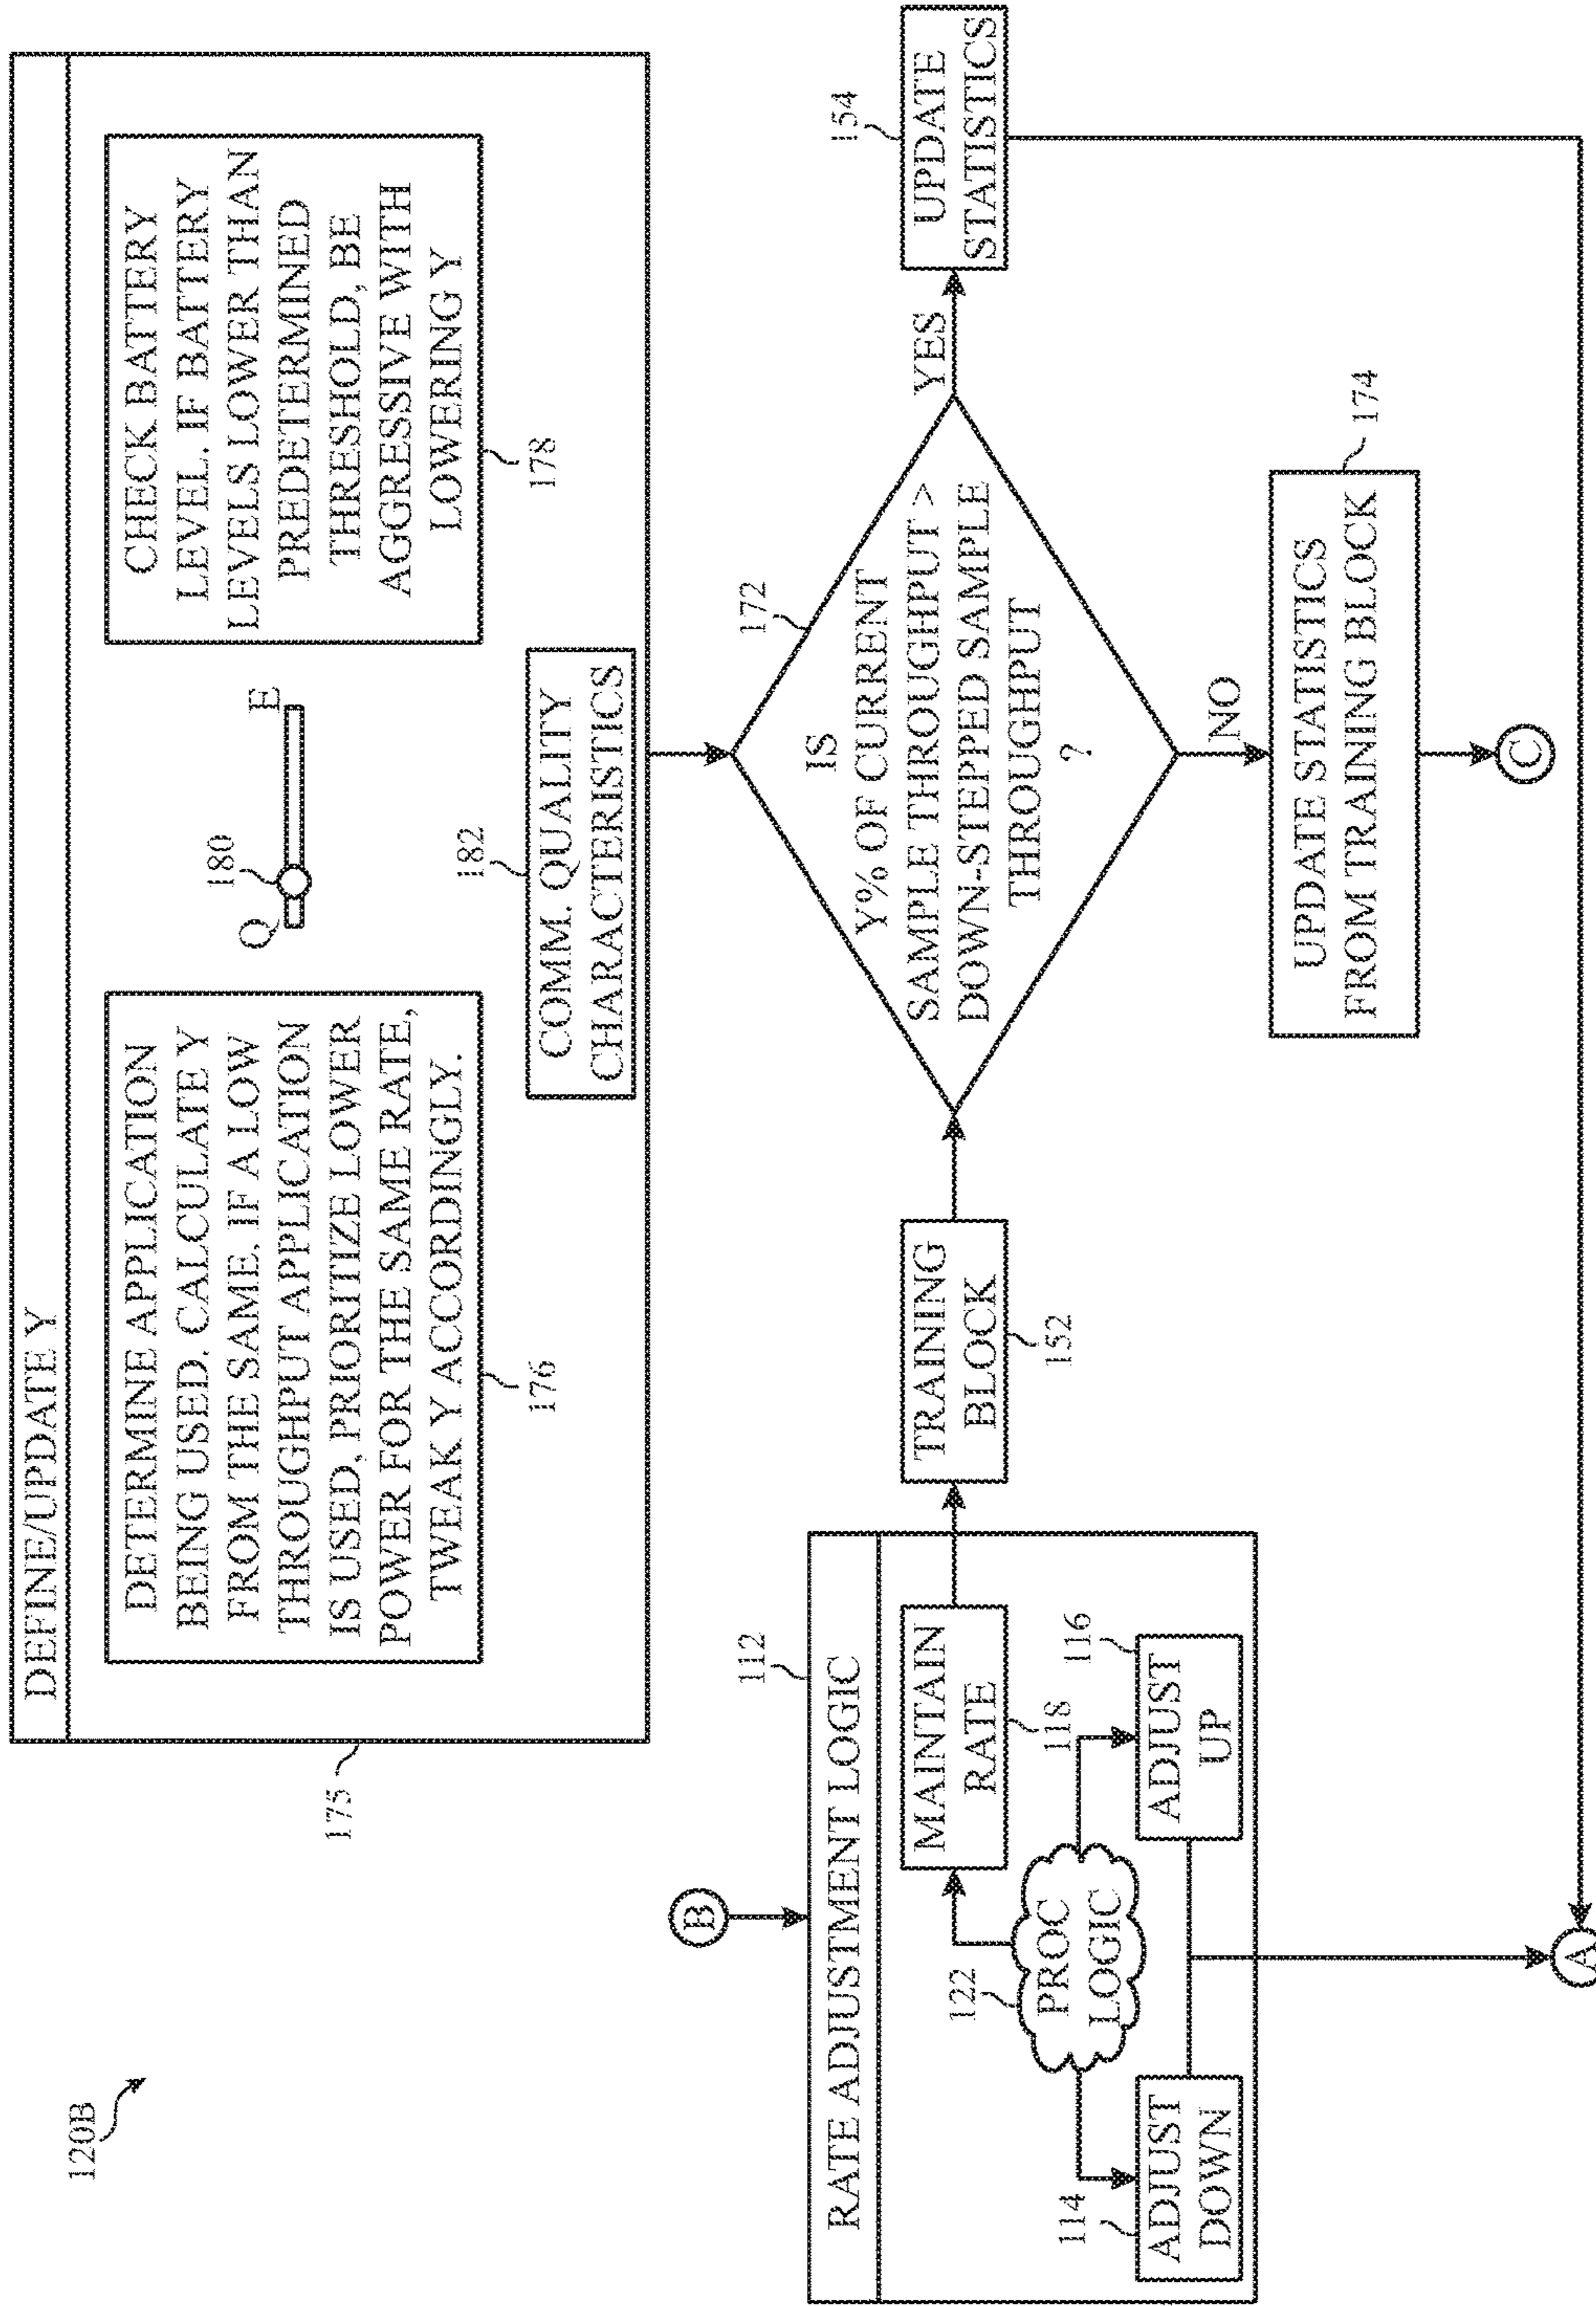 120B
175
DEFINE/UPDATE Y
DETERMINE APPLICATION
BEING USED. CALCULATE Y
FROM THE SAME. IF A LOW
THROUGHPUT APPLICATION
IS USED, PRIORITIZE LOWER
POWER FOR THE SAME RATE,
TWEAK Y ACCORDINGLY.
176
Q
180
E
CHECK BATTERY
LEVEL. IF BATTERY
LEVELS LOWER THAN
PREDETERMINED
THRESHOLD, BE
AGGRESSIVE WITH
LOWERING Y
178
182
COMM. QUALITY
CHARACTERISTICS
B
112
RATE ADJUSTMENT LOGIC
MAINTAIN
RATE
118
122
PROC
LOGIC
114
ADJUST
DOWN
116
ADJUST
UP
TRAINING
BLOCK
152
172
IS
Y% OF CURRENT
SAMPLE THROUGHPUT >
DOWN-STEPPED SAMPLE
THROUGHPUT
?
YES
154
UPDATE
STATISTICS
NO
UPDATE STATISTICS
FROM TRAINING BLOCK
174
C
A